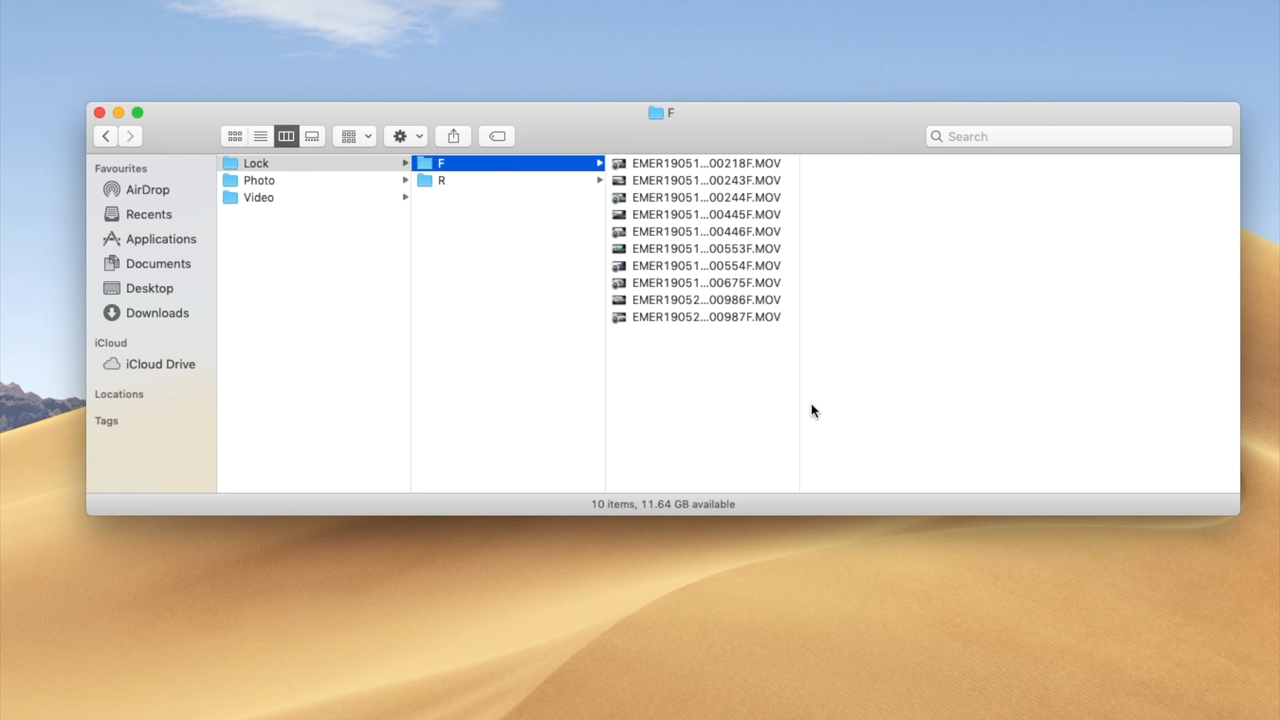 F
Search
Favourites
AirDrop
Recents
Applications
Documents
Desktop
Downloads
iCloud
iCloud Drive
Locations
Tags
Lock
Photo
Video
F
R
EMER19051...00218F.MOV
EMER19051...00243F.MOV
EMER19051...00244F.MOV
EMER19051...00445F.MOV
EMER19051...00446F.MOV
EMER19051...00553F.MOV
EMER19051...00554F.MOV
EMER19051...00675F.MOV
EMER19052...00986F.MOV
EMER19052...00987F.MOV
10 items, 11.64 GB available